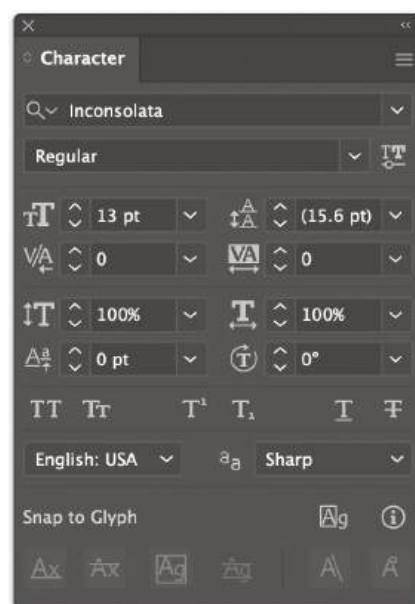 Character
Inconsolata
Regular
13 pt (15.6 pt)
0 0
100% 100%
0 pt 0°
English: USA Sharp
Snap to Glyph